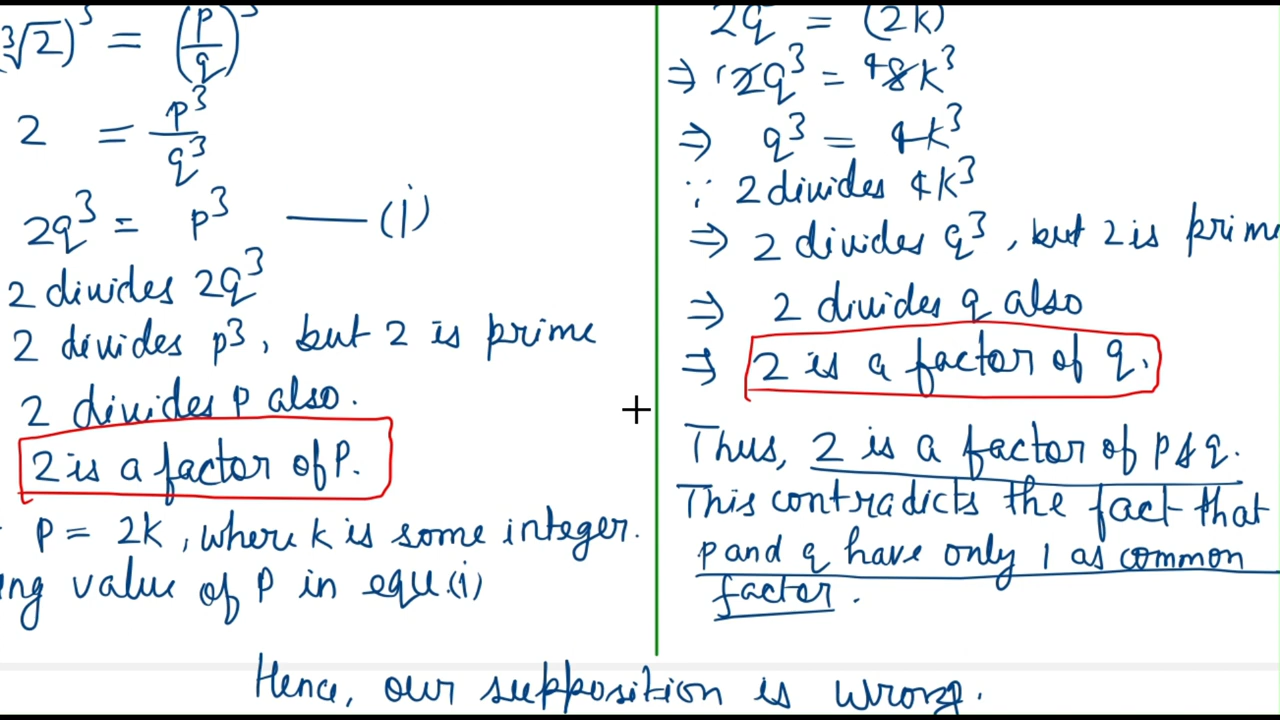 (∛2)³ = (p/q)³
2 = p³/q³
2q³ = p³ —— (i)
2 divides 2q³
2 divides p³, but 2 is prime
2 divides p also.
2 is a factor of p.
p = 2k, where k is some integer.
ing value of p in equ.(i)
2q = (2k)
⇒ 2q³ = 48k³
⇒ q³ = 4k³
∵ 2 divides 4k³
⇒ 2 divides q³, but 2 is prime
⇒ 2 divides q also
⇒ 2 is a factor of q.
Thus, 2 is a factor of p & q.
This contradicts the fact that
p and q have only 1 as common
factor.
Hence, our supposition is wrong.